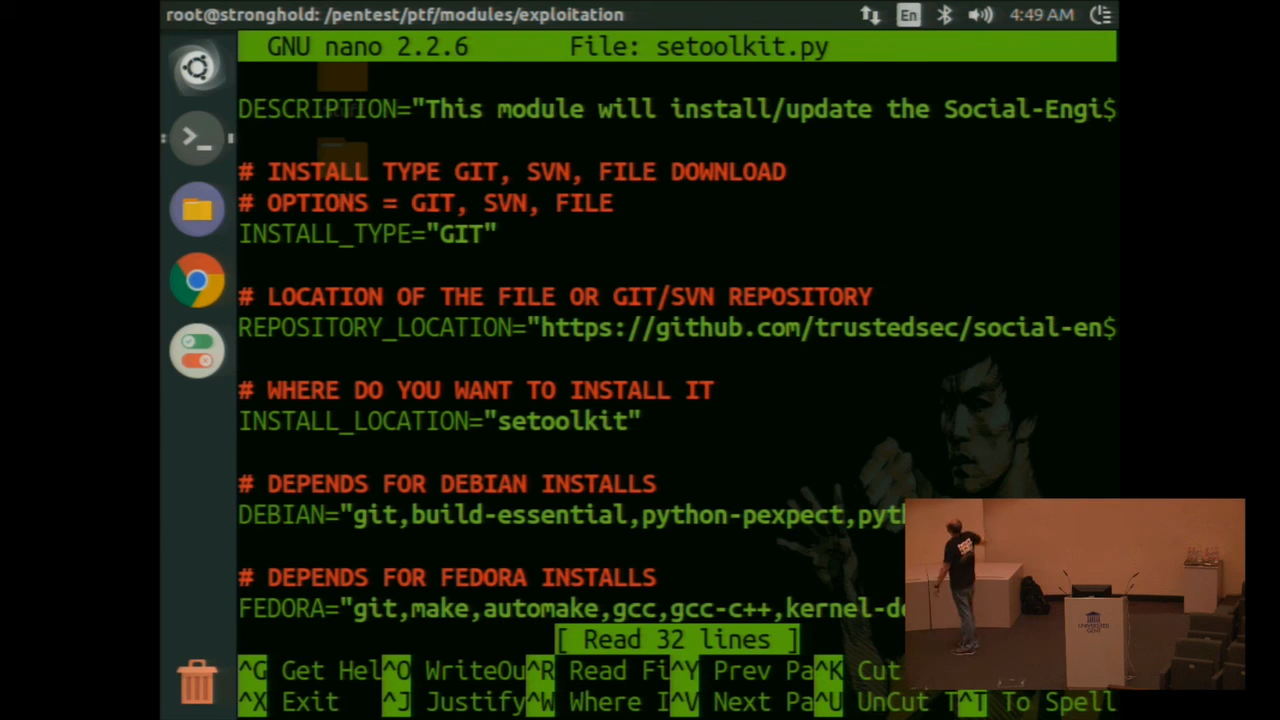 root@stronghold: /pentest/ptf/modules/exploitation En 4:49 AM
GNU nano 2.2.6 File: setoolkit.py
DESCRIPTION="This module will install/update the Social-Engi$
# INSTALL TYPE GIT, SVN, FILE DOWNLOAD
# OPTIONS = GIT, SVN, FILE
INSTALL_TYPE="GIT"
# LOCATION OF THE FILE OR GIT/SVN REPOSITORY
REPOSITORY_LOCATION="https://github.com/trustedsec/social-en$
# WHERE DO YOU WANT TO INSTALL IT
INSTALL_LOCATION="setoolkit"
# DEPENDS FOR DEBIAN INSTALLS
DEBIAN="git,build-essential,python-pexpect,pyth
# DEPENDS FOR FEDORA INSTALLS
FEDORA="git,make,automake,gcc,gcc-c++,kernel-de
[ Read 32 lines ]
^G Get Hel^O WriteOu^R Read Fi^Y Prev Pa^K Cut
^X Exit ^J Justify^W Where I^V Next Pa^U UnCut T^T To Spell
UNIVERSITEIT
GENT